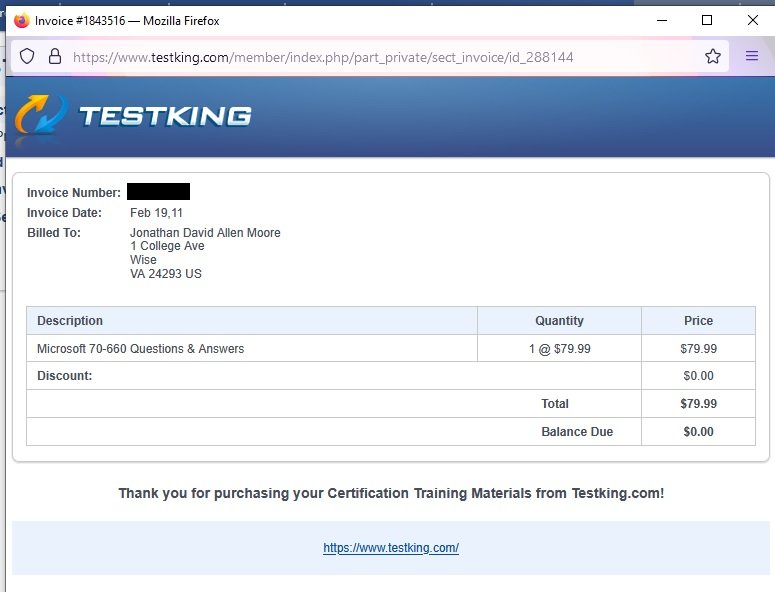 Invoice #1843516 — Mozilla Firefox
https://www.testking.com/member/index.php/part_private/sect_invoice/id_288144
TESTKING
Invoice Number:
Invoice Date: Feb 19,11
Billed To: Jonathan David Allen Moore
1 College Ave
Wise
VA 24293 US
Description Quantity Price
Microsoft 70-660 Questions & Answers 1 @ $79.99 $79.99
Discount: $0.00
Total $79.99
Balance Due $0.00
Thank you for purchasing your Certification Training Materials from Testking.com!
https://www.testking.com/